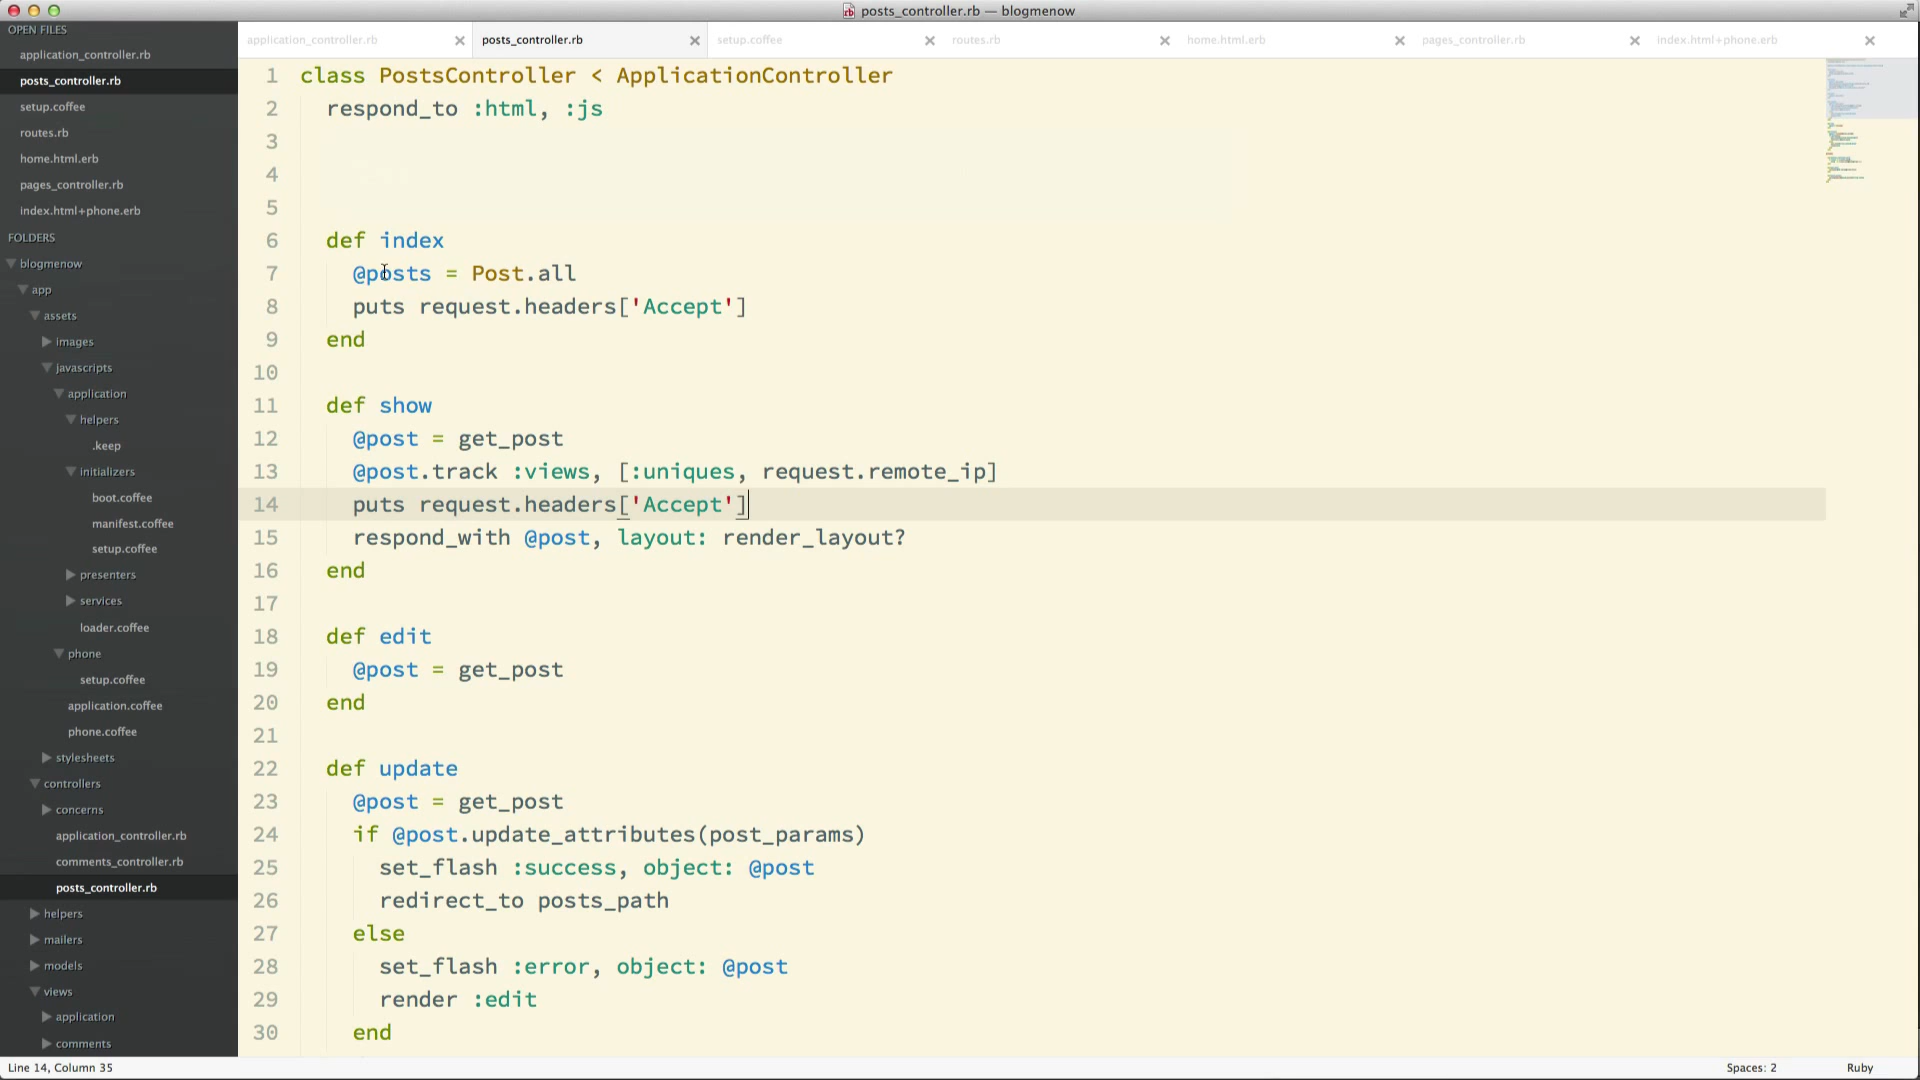 posts_controller.rb — blogmenow
OPEN FILES
application_controller.rb
posts_controller.rb
setup.coffee
routes.rb
home.html.erb
pages_controller.rb
index.html+phone.erb
FOLDERS
blogmenow
app
assets
images
javascripts
application
helpers
.keep
initializers
boot.coffee
manifest.coffee
setup.coffee
presenters
services
loader.coffee
phone
setup.coffee
application.coffee
phone.coffee
stylesheets
controllers
concerns
application_controller.rb
comments_controller.rb
posts_controller.rb
helpers
mailers
models
views
application
comments
application_controller.rb posts_controller.rb setup.coffee routes.rb home.html.erb pages_controller.rb index.html+phone.erb
1 class PostsController < ApplicationController
2 respond_to :html, :js
3
4
5
6 def index
7 @posts = Post.all
8 puts request.headers['Accept']
9 end
10
11 def show
12 @post = get_post
13 @post.track :views, [:uniques, request.remote_ip]
14 puts request.headers['Accept']
15 respond_with @post, layout: render_layout?
16 end
17
18 def edit
19 @post = get_post
20 end
21
22 def update
23 @post = get_post
24 if @post.update_attributes(post_params)
25 set_flash :success, object: @post
26 redirect_to posts_path
27 else
28 set_flash :error, object: @post
29 render :edit
30 end
Line 14, Column 35
Spaces: 2
Ruby